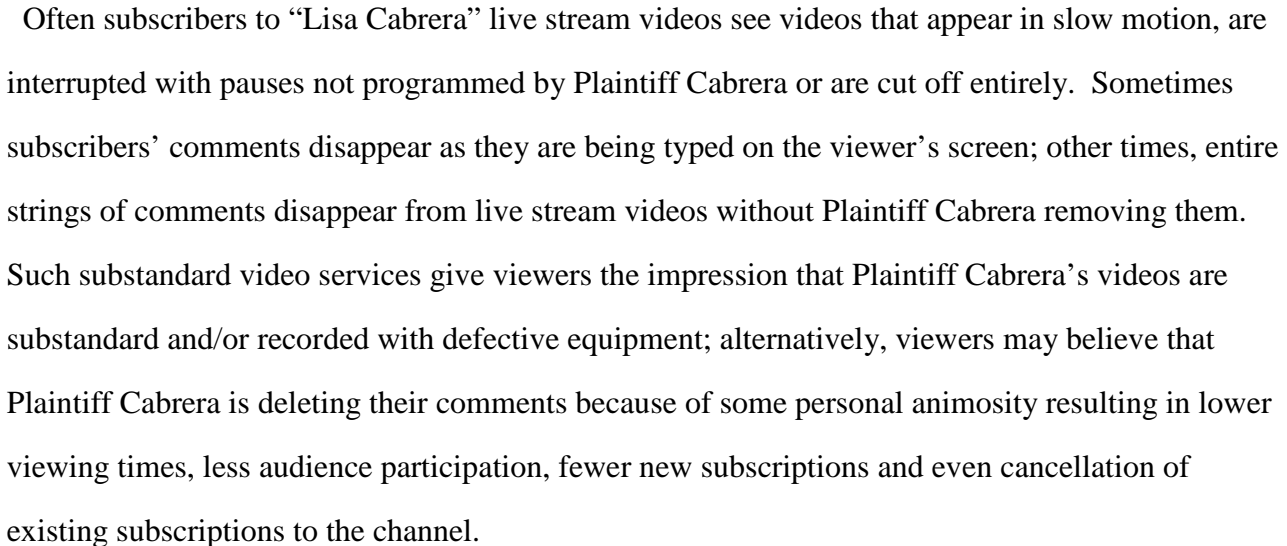 Often subscribers to “Lisa Cabrera” live stream videos see videos that appear in slow motion, are
interrupted with pauses not programmed by Plaintiff Cabrera or are cut off entirely.  Sometimes
subscribers’ comments disappear as they are being typed on the viewer’s screen; other times, entire
strings of comments disappear from live stream videos without Plaintiff Cabrera removing them.
Such substandard video services give viewers the impression that Plaintiff Cabrera’s videos are
substandard and/or recorded with defective equipment; alternatively, viewers may believe that
Plaintiff Cabrera is deleting their comments because of some personal animosity resulting in lower
viewing times, less audience participation, fewer new subscriptions and even cancellation of
existing subscriptions to the channel.